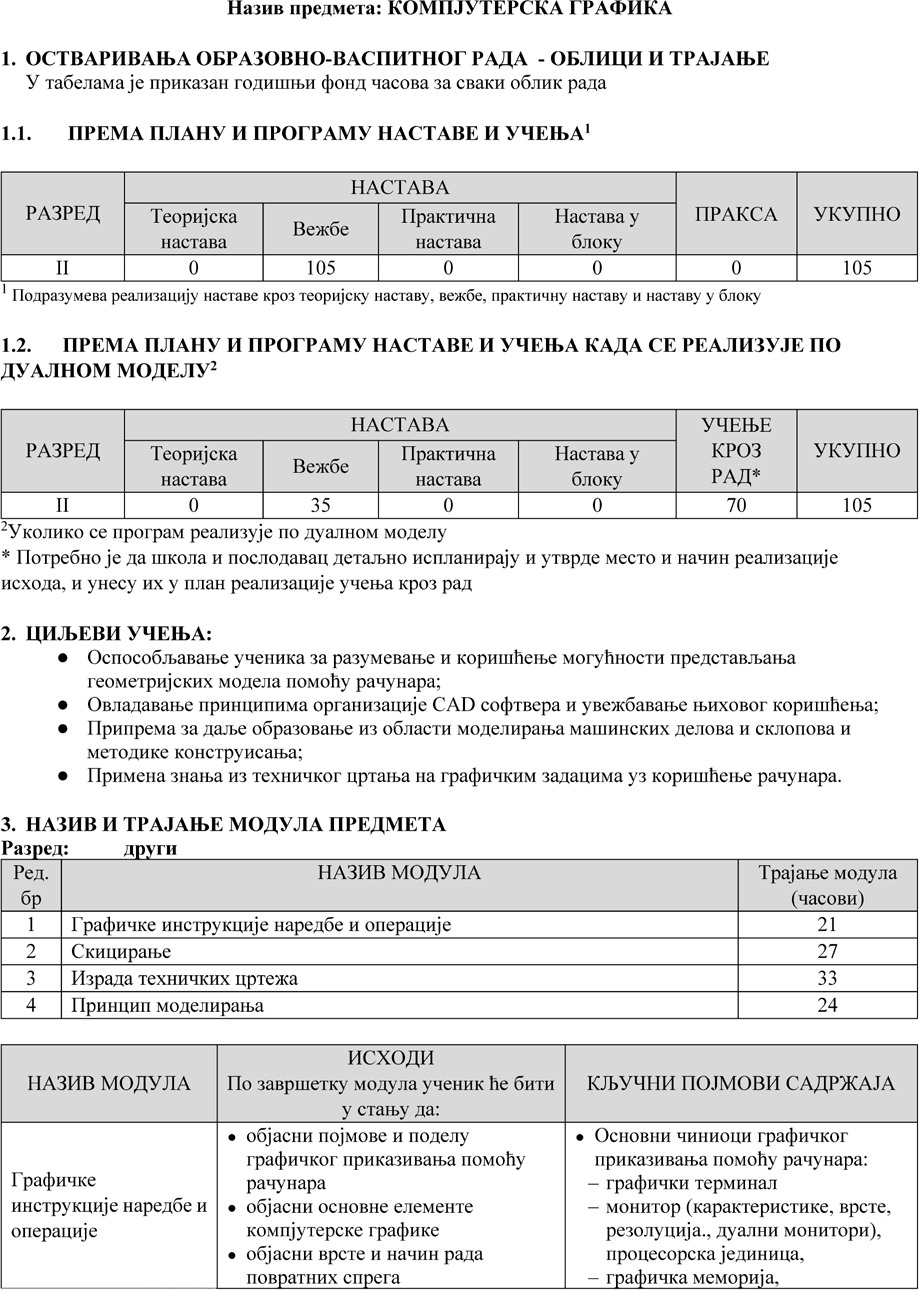 Назив предмета: КОМПЈУТЕРСКА ГРАФИКА
1. ОСТВАРИВАЊА ОБРАЗОВНО-ВАСПИТНОГ РАДА - ОБЛИЦИ И ТРАЈАЊЕ
У табелама је приказан годишњи фонд часова за сваки облик рада
1.1. ПРЕМА ПЛАНУ И ПРОГРАМУ НАСТАВЕ И УЧЕЊА1
РАЗРЕД НАСТАВА ПРАКСА УКУПНО
Теоријска настава Вежбе Практична настава Настава у блоку
II 0 105 0 0 0 105
1 Подразумева реализацију наставе кроз теоријску наставу, вежбе, практичну наставу и наставу у блоку
1.2. ПРЕМА ПЛАНУ И ПРОГРАМУ НАСТАВЕ И УЧЕЊА КАДА СЕ РЕАЛИЗУЈЕ ПО
ДУАЛНОМ МОДЕЛУ2
РАЗРЕД НАСТАВА УЧЕЊЕ КРОЗ РАД* УКУПНО
Теоријска настава Вежбе Практична настава Настава у блоку
II 0 35 0 0 70 105
2Уколико се програм реализује по дуалном моделу
* Потребно је да школа и послодавац детаљно испланирају и утврде место и начин реализације
исхода, и унесу их у план реализације учења кроз рад
2. ЦИЉЕВИ УЧЕЊА:
● Оспособљавање ученика за разумевање и коришћење могућности представљања
геометријских модела помоћу рачунара;
● Овладавање принципима организације CAD софтвера и увежбавање њиховог коришћења;
● Припрема за даље образовање из области моделирања машинских делова и склопова и
методике конструисања;
● Примена знања из техничког цртања на графичким задацима уз коришћење рачунара.
3. НАЗИВ И ТРАЈАЊЕ МОДУЛА ПРЕДМЕТА
Разред: други
Ред. бр НАЗИВ МОДУЛА Трајање модула (часови)
1 Графичке инструкције наредбе и операције 21
2 Скицирање 27
3 Израда техничких цртежа 33
4 Принцип моделирања 24
НАЗИВ МОДУЛА
ИСХОДИ
По завршетку модула ученик ће бити
у стању да:
КЉУЧНИ ПОЈМОВИ САДРЖАЈА
Графичке
инструкције наредбе и
операције
● објасни појмове и поделу
графичког приказивања помоћу
рачунара
● објасни основне елементе
компјутерске графике
● објасни врсте и начин рада
повратних спрега
● Основни чиниоци графичког
приказивања помоћу рачунара:
– графички терминал
– монитор (карактеристике, врсте,
резолуција., дуални монитори),
процесорска јединица,
– графичка меморија,